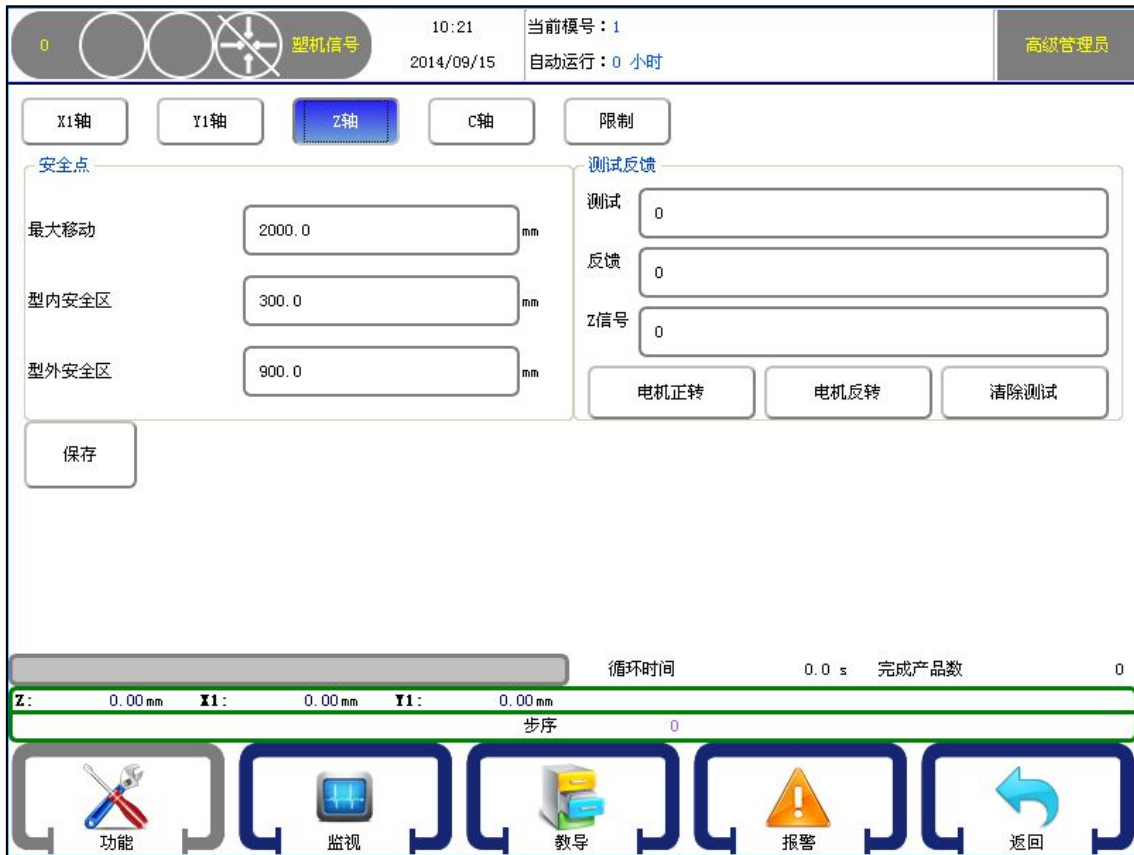 0 塑机信号
10:21
2014/09/15
当前模号：1
自动运行：0 小时
高级管理员
X1轴 Y1轴 Z轴 C轴 限制
安全点
最大移动 2000.0 mm
型内安全区 300.0 mm
型外安全区 900.0 mm
测试反馈
测试 0
反馈 0
Z信号 0
电机正转 电机反转 清除测试
保存
循环时间 0.0 s 完成产品数 0
Z: 0.00mm X1: 0.00mm Y1: 0.00mm
步序 0
功能 监视 教导 报警 返回